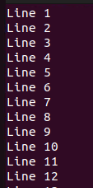 Line 1
Line 2
Line 3
Line 4
Line 5
Line 6
Line 7
Line 8
Line 9
Line 10
Line 11
Line 12